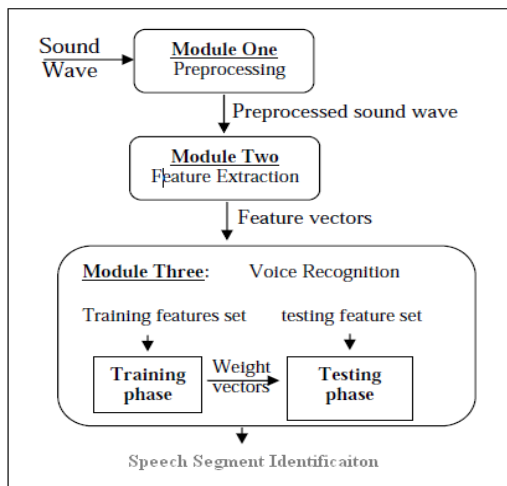 Sound
Wave
Module One
Preprocessing
Preprocessed sound wave
Module Two
Feature Extraction
Feature vectors
Module Three: Voice Recognition
Training features set testing feature set
Training
phase
Weight
vectors
Testing
phase
Speech Segment Identificaiton